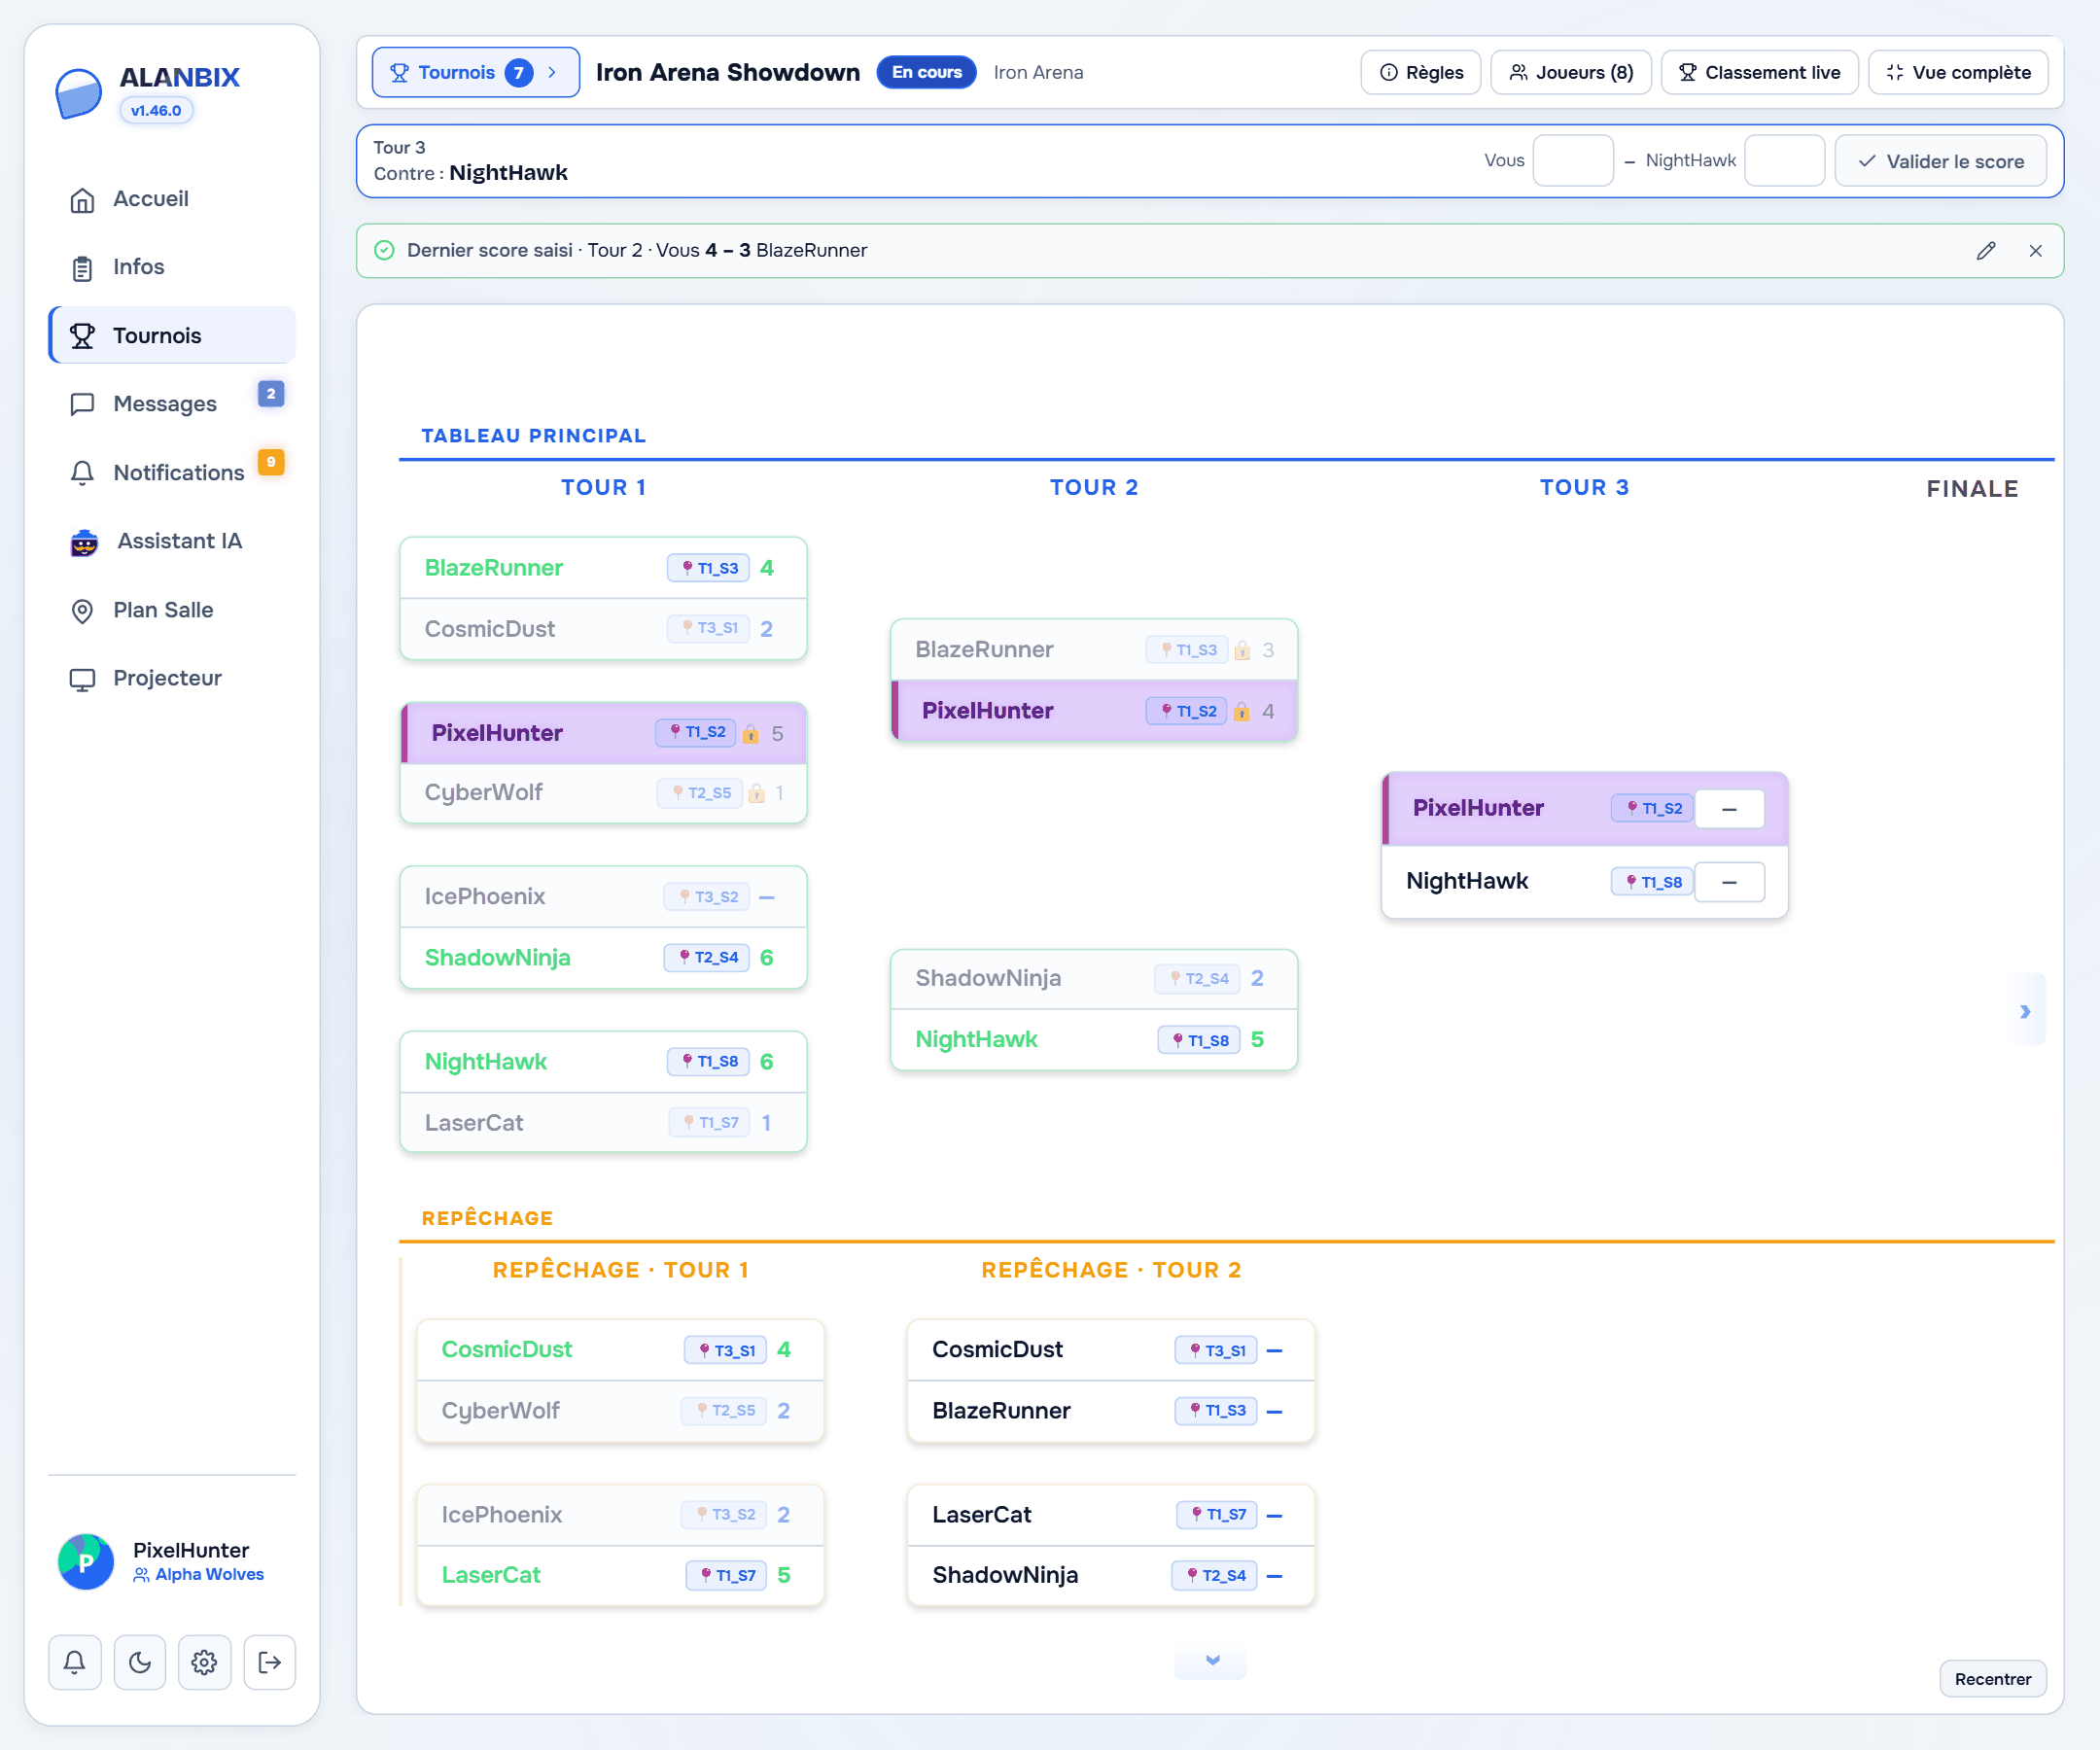 ALANBIX
v1.46.0
Accueil
Infos
Tournois
Messages
2
Notifications
9
Assistant IA
Plan Salle
Projecteur
P
PixelHunter
Alpha Wolves
Tournois 7
Iron Arena Showdown
En cours
Iron Arena
Règles
Joueurs (8)
Classement live
Vue complète
Tour 3
Contre : NightHawk
Vous – NightHawk
Valider le score
Dernier score saisi · Tour 2 · Vous 4 – 3 BlazeRunner
TABLEAU PRINCIPAL
TOUR 1
BlazeRunner T1_S3 4
CosmicDust T3_S1 2
PixelHunter T1_S2 5
CyberWolf T2_S5 1
IcePhoenix T3_S2 –
ShadowNinja T2_S4 6
NightHawk T1_S8 6
LaserCat T1_S7 1
TOUR 2
BlazeRunner T1_S3 3
PixelHunter T1_S2 4
ShadowNinja T2_S4 2
NightHawk T1_S8 5
TOUR 3
PixelHunter T1_S2 –
NightHawk T1_S8 –
FINALE
REPÊCHAGE
REPÊCHAGE · TOUR 1
CosmicDust T3_S1 4
CyberWolf T2_S5 2
IcePhoenix T3_S2 2
LaserCat T1_S7 5
REPÊCHAGE · TOUR 2
CosmicDust T3_S1 –
BlazeRunner T1_S3 –
LaserCat T1_S7 –
ShadowNinja T2_S4 –
Recentrer